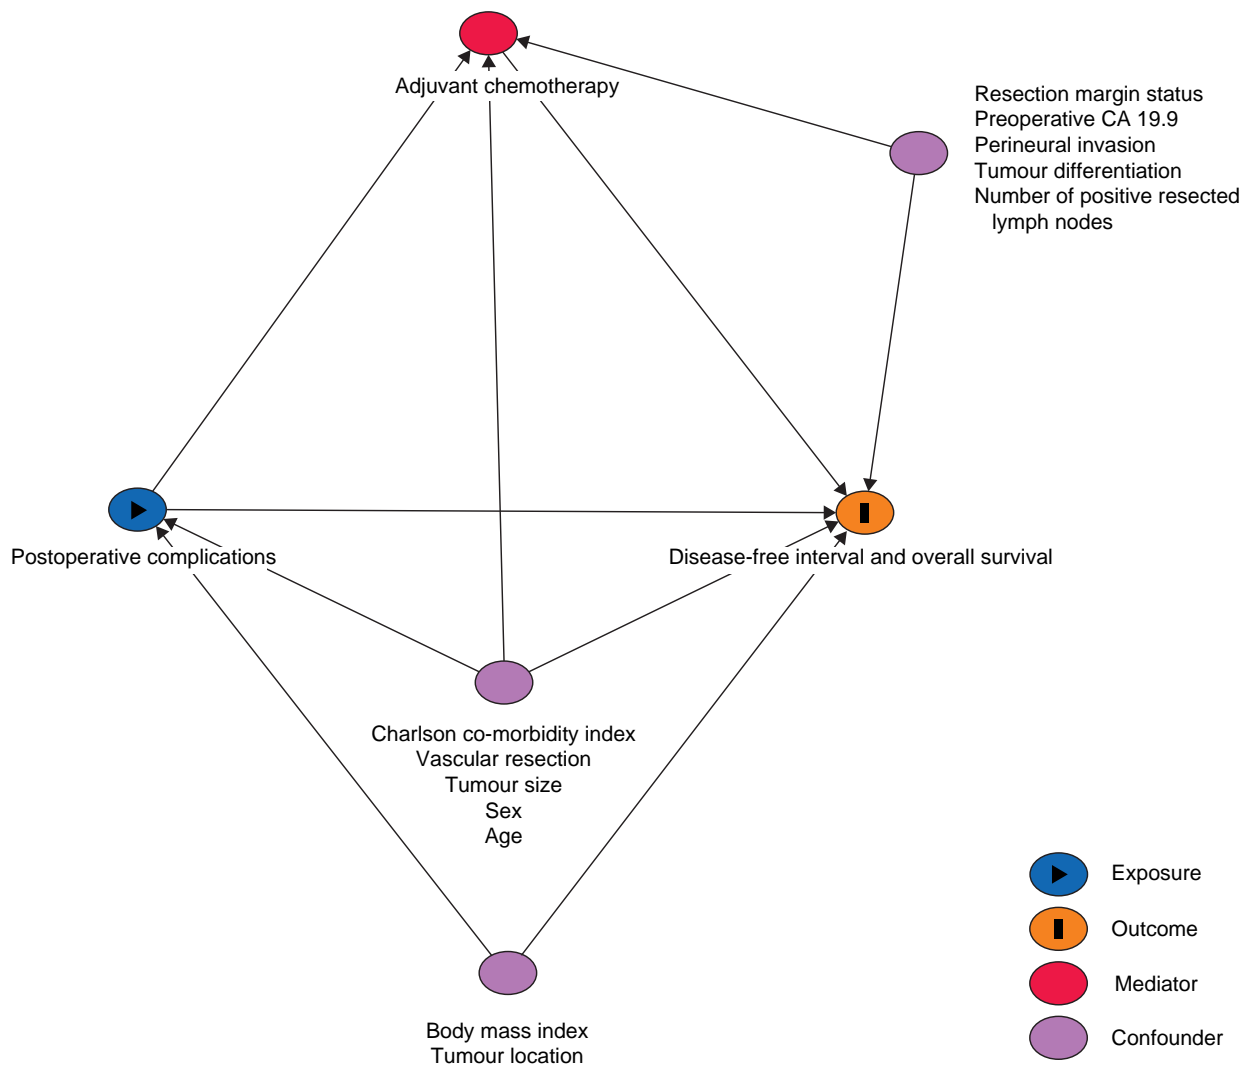 Adjuvant chemotherapy
Resection margin status
Preoperative CA 19.9
Perineural invasion
Tumour differentiation
Number of positive resected
lymph nodes
Postoperative complications
Disease-free interval and overall survival
Charlson co-morbidity index
Vascular resection
Tumour size
Sex
Age
Body mass index
Tumour location
Exposure
Outcome
Mediator
Confounder